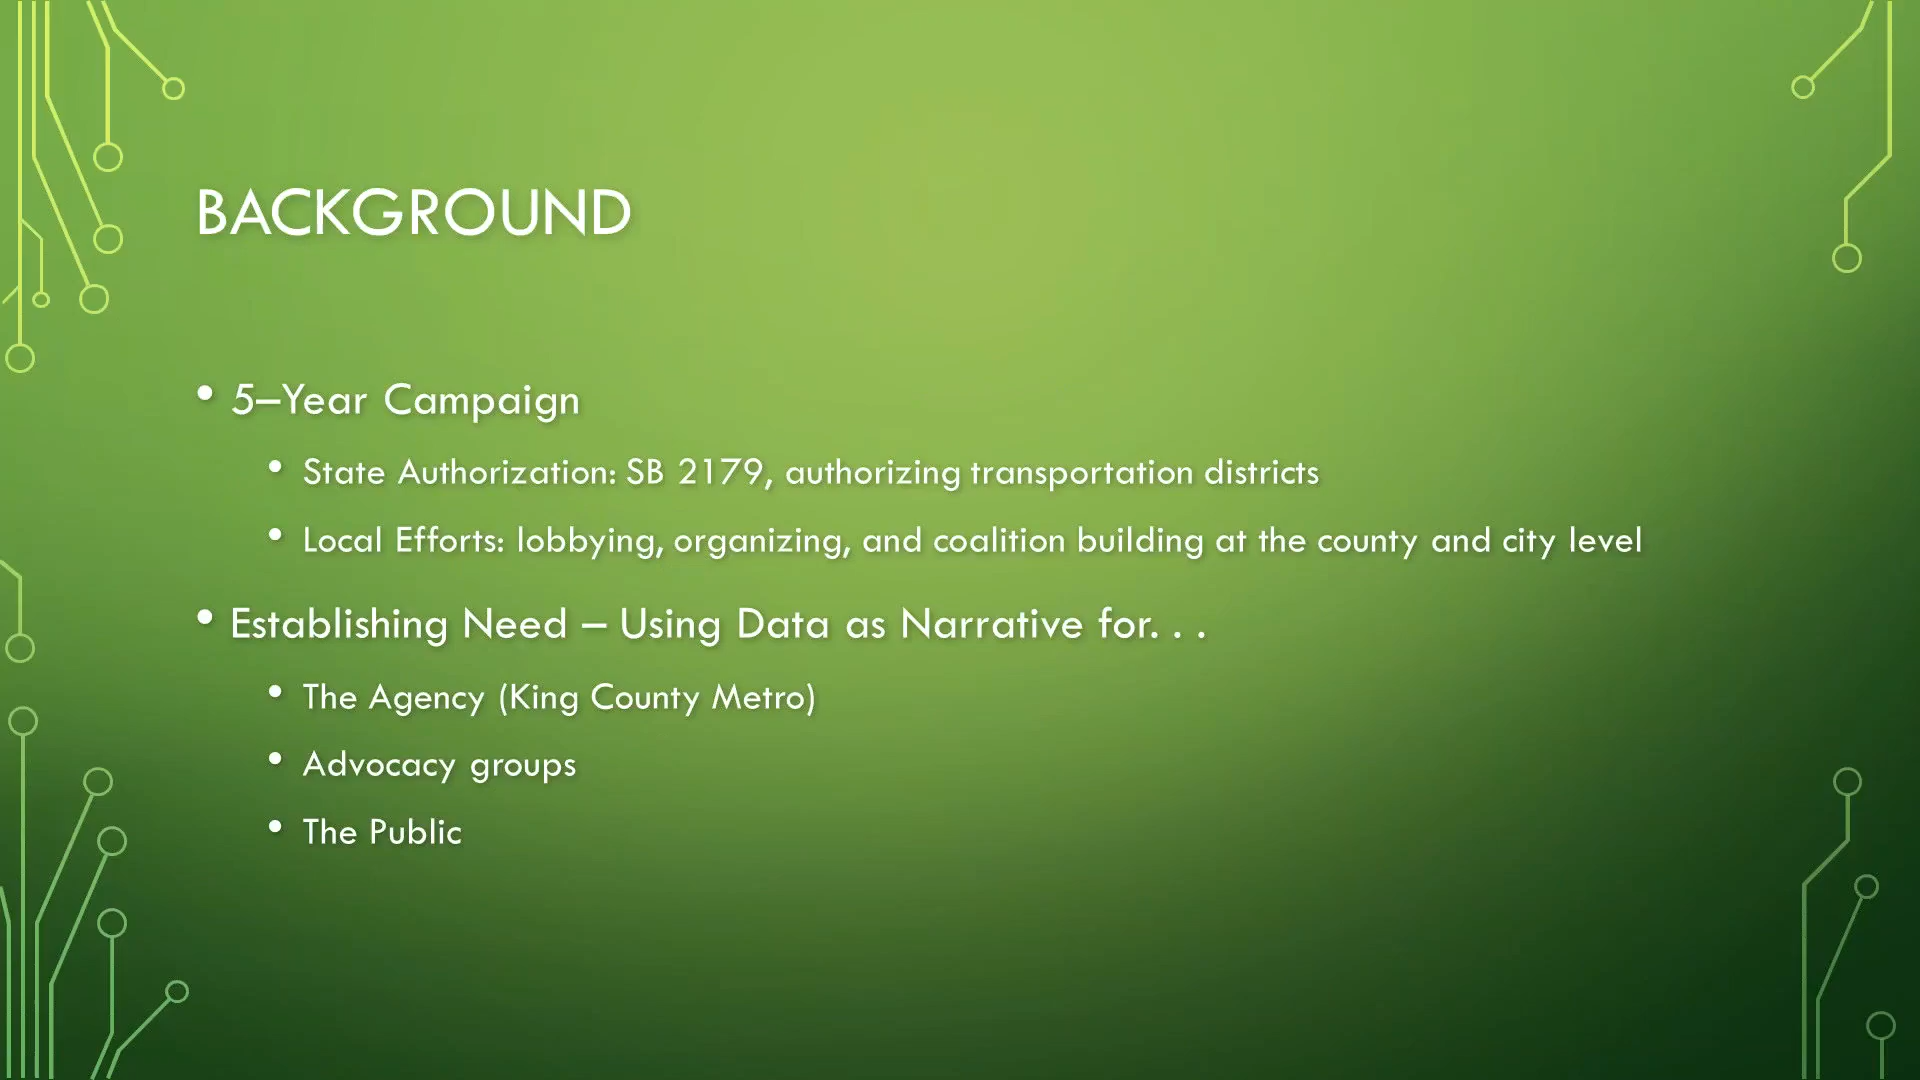 BACKGROUND
• 5–Year Campaign
• State Authorization: SB 2179, authorizing transportation districts
• Local Efforts: lobbying, organizing, and coalition building at the county and city level
• Establishing Need – Using Data as Narrative for. . .
• The Agency (King County Metro)
• Advocacy groups
• The Public